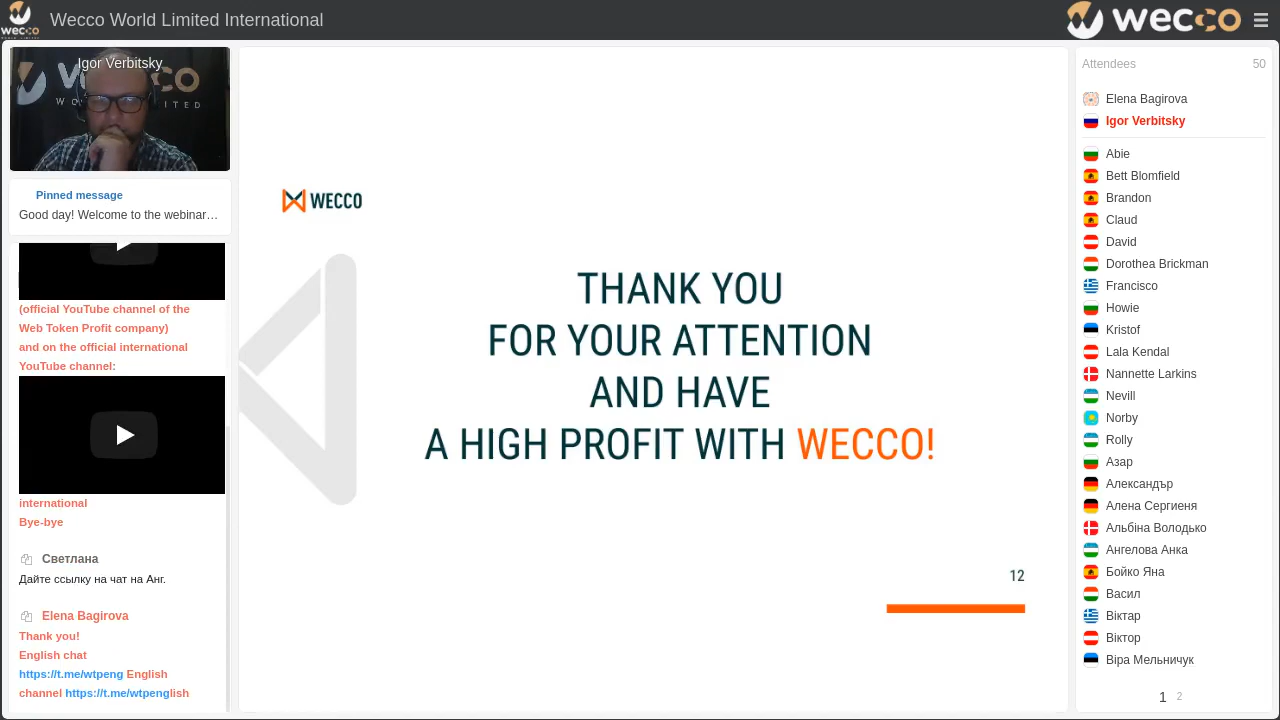 wecco
WORLD LIMITED
Wecco World Limited International
wecco
Igor Verbitsky
Pinned message
Good day! Welcome to the webinar…
(official YouTube channel of the
Web Token Profit company)
and on the official international
YouTube channel:
international
Bye-bye
Светлана
Дайте ссылку на чат на Анг.
Elena Bagirova
Thank you!
English chat
https://t.me/wtpeng English
channel https://t.me/wtpenglish
WECCO
THANK YOU
FOR YOUR ATTENTION
AND HAVE
A HIGH PROFIT WITH WECCO!
12
Attendees 50
Elena Bagirova
Igor Verbitsky
Abie
Bett Blomfield
Brandon
Claud
David
Dorothea Brickman
Francisco
Howie
Kristof
Lala Kendal
Nannette Larkins
Nevill
Norby
Rolly
Азар
Александър
Алена Сергиеня
Альбіна Володько
Ангелова Анка
Бойко Яна
Васил
Віктар
Віктор
Віра Мельничук
1 2